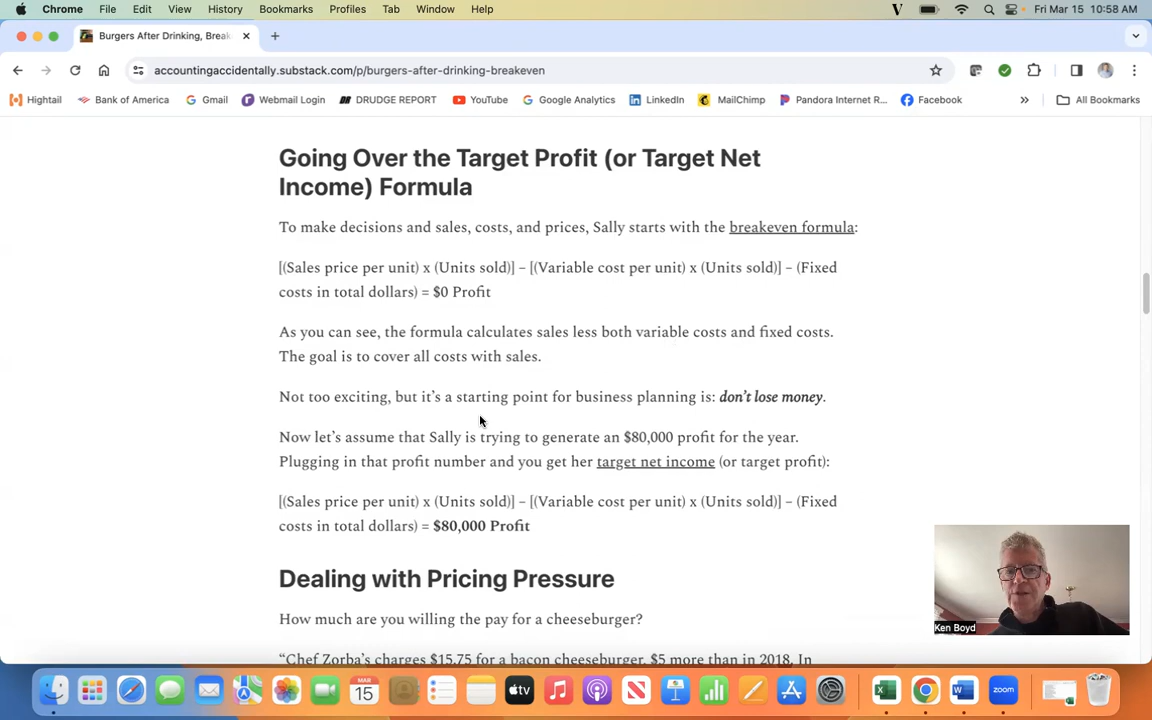 Chrome File Edit View History Bookmarks Profiles Tab Window Help V Fri Mar 15 10:58 AM
Burgers After Drinking, Break
accountingaccidentally.substack.com/p/burgers-after-drinking-breakeven
Hightail Bank of America Gmail Webmail Login DRUDGE REPORT YouTube Google Analytics LinkedIn MailChimp Pandora Internet R... Facebook » All Bookmarks
Going Over the Target Profit (or Target Net
Income) Formula
To make decisions and sales, costs, and prices, Sally starts with the breakeven formula:
[(Sales price per unit) x (Units sold)] – [(Variable cost per unit) x (Units sold)] – (Fixed
costs in total dollars) = $0 Profit
As you can see, the formula calculates sales less both variable costs and fixed costs.
The goal is to cover all costs with sales.
Not too exciting, but it's a starting point for business planning is: don't lose money.
Now let's assume that Sally is trying to generate an $80,000 profit for the year.
Plugging in that profit number and you get her target net income (or target profit):
[(Sales price per unit) x (Units sold)] – [(Variable cost per unit) x (Units sold)] – (Fixed
costs in total dollars) = $80,000 Profit
Dealing with Pricing Pressure
How much are you willing the pay for a cheeseburger?
"Chef Zorba's charges $15.75 for a bacon cheeseburger, $5 more than in 2018. In
Ken Boyd
MAR
15
tv
zoom